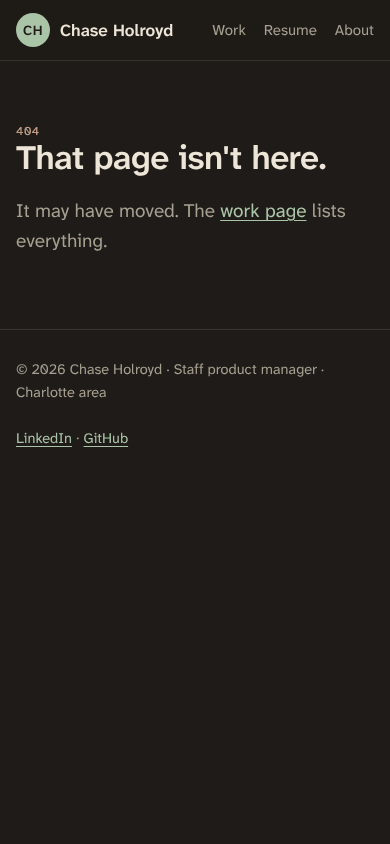 CH Chase Holroyd Work Resume About
404
That page isn't here.
It may have moved. The work page lists
everything.
© 2026 Chase Holroyd · Staff product manager ·
Charlotte area
LinkedIn · GitHub